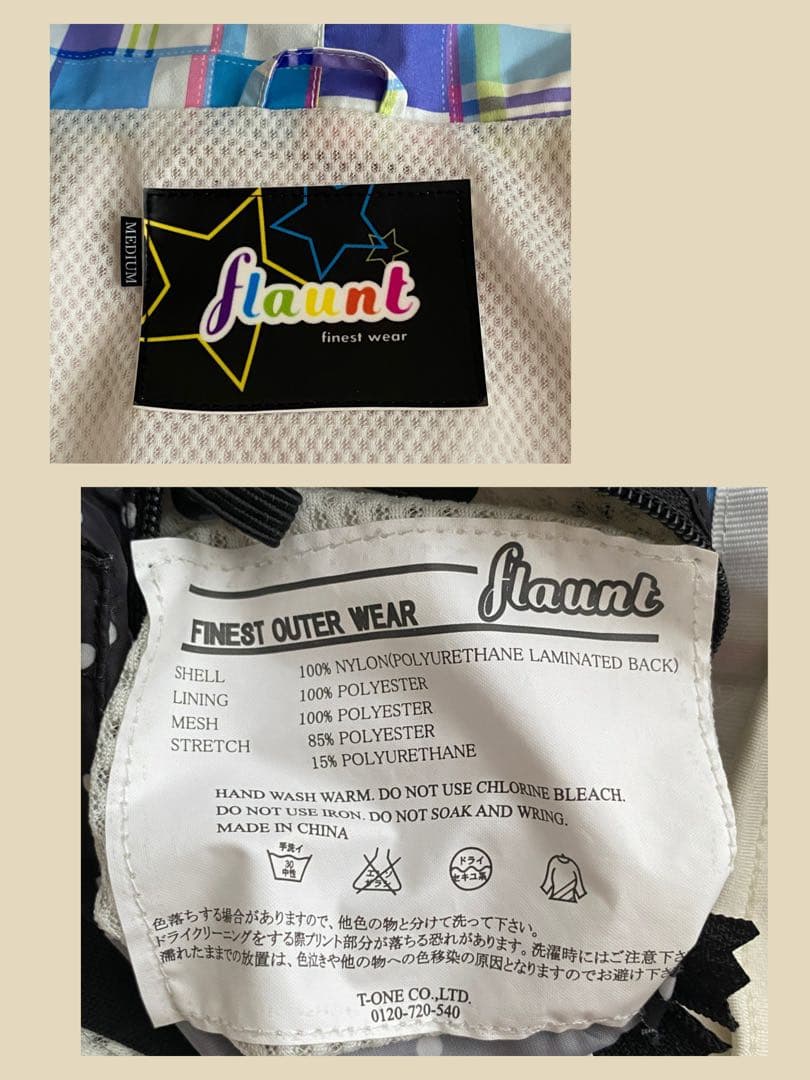 MEDIUM
flaunt
finest wear
flaunt
FINEST OUTER WEAR
SHELL 100% NYLON(POLYURETHANE LAMINATED BACK)
LINING 100% POLYESTER
MESH 100% POLYESTER
STRETCH 85% POLYESTER
15% POLYURETHANE
HAND WASH WARM. DO NOT USE CHLORINE BLEACH.
DO NOT USE IRON. DO NOT SOAK AND WRING.
MADE IN CHINA
手洗イ
30
中性
エンソ
サラシ
ドライ
セキユ系
色落ちする場合がありますので、他色の物と分けて洗って下さい。
ドライクリーニングをする際プリント部分が落ちる恐れがあります。洗濯時にはご注意下さ
濡れたままでの放置は、色泣きや他の物への色移染の原因となりますのでお避け下さ
T-ONE CO.,LTD.
0120-720-540